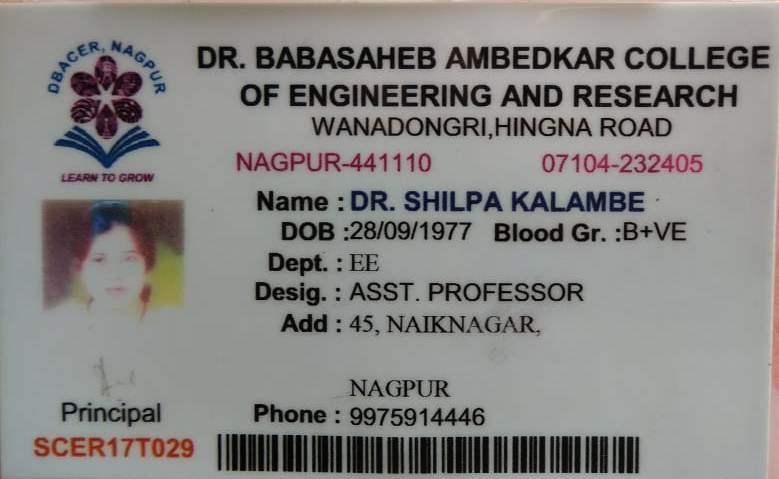 DBACER, NAGPUR
LEARN TO GROW
DR. BABASAHEB AMBEDKAR COLLEGE
OF ENGINEERING AND RESEARCH
WANADONGRI,HINGNA ROAD
NAGPUR-441110 07104-232405
Name : DR. SHILPA KALAMBE
DOB :28/09/1977 Blood Gr. :B+VE
Dept. : EE
Desig. : ASST. PROFESSOR
Add : 45, NAIKNAGAR,
NAGPUR
Phone : 9975914446
Principal
SCER17T029